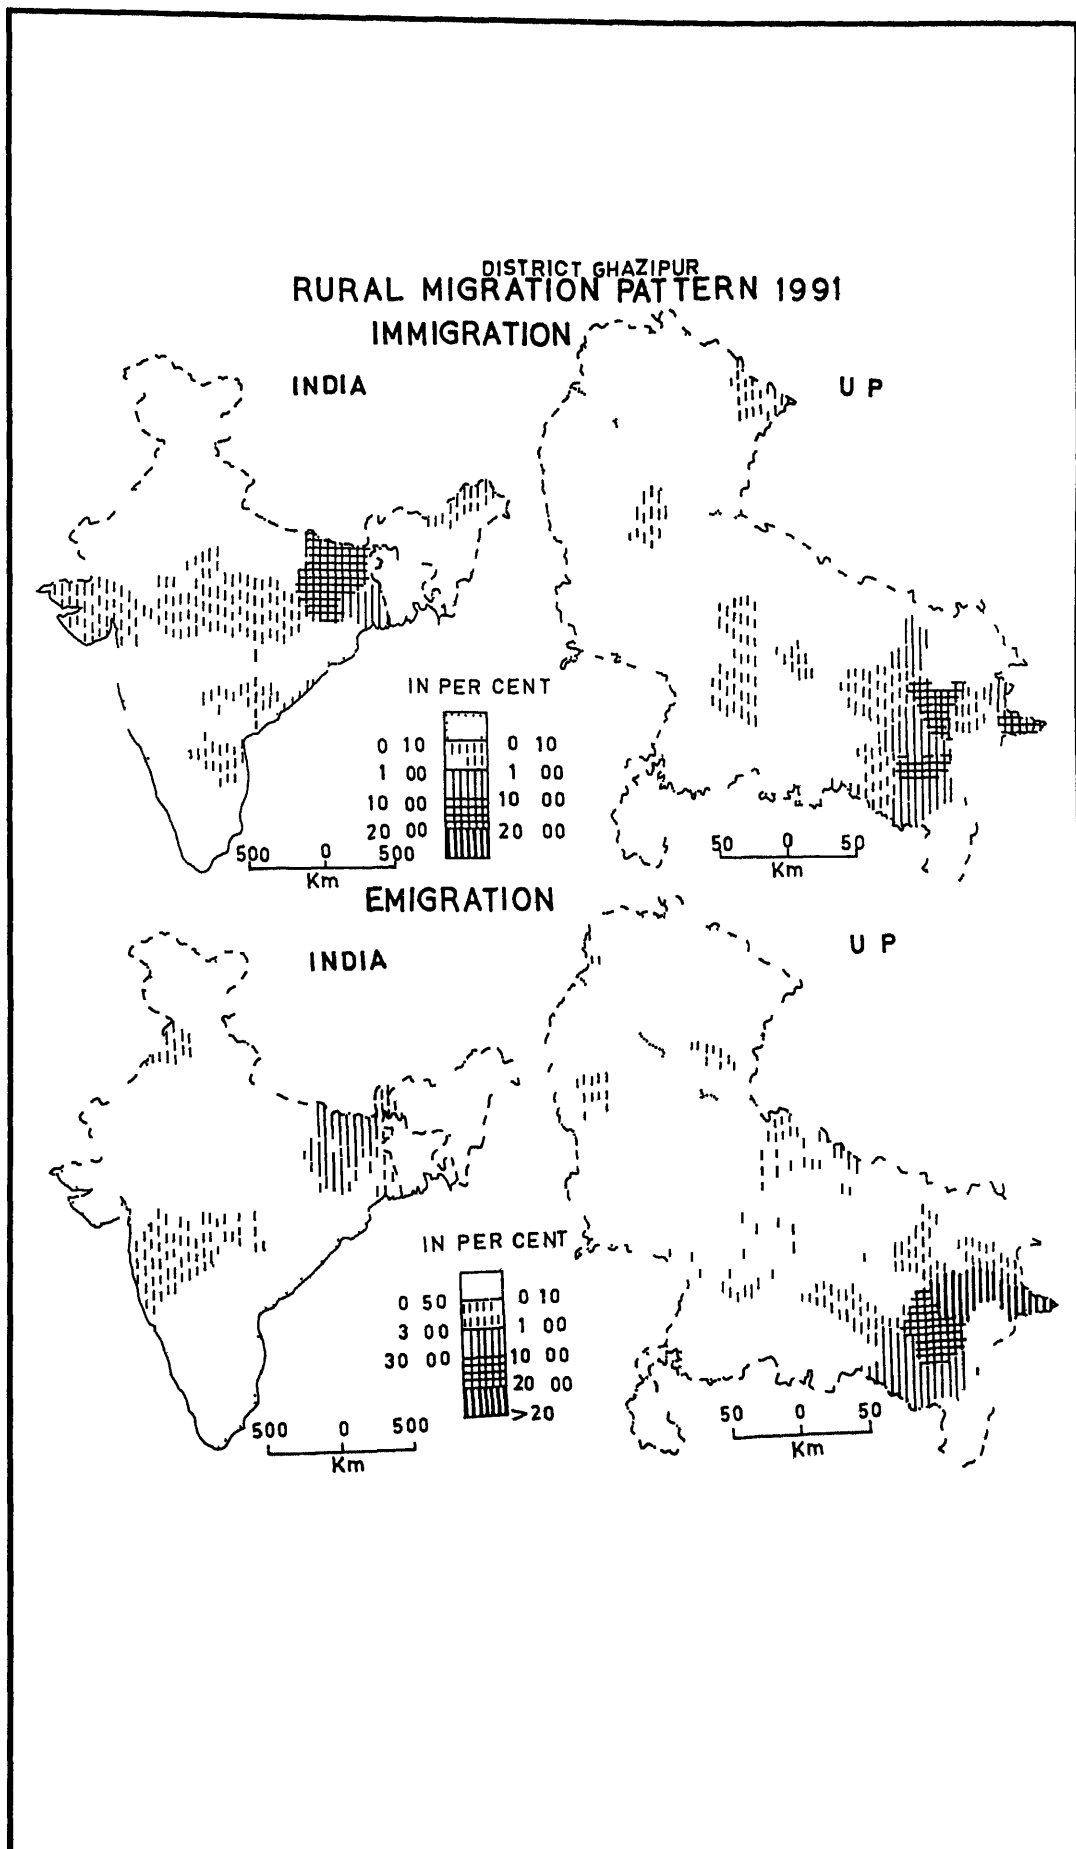 DISTRICT GHAZIPUR
RURAL MIGRATION PATTERN 1991
IMMIGRATION
INDIA
U P
IN PER CENT
0 10 0 10
1 00 1 00
10 00 10 00
20 00 20 00
500 0 500
Km
50 0 50
Km
EMIGRATION
INDIA
U P
IN PER CENT
0 50 0 10
3 00 1 00
30 00 10 00
20 00
>20
500 0 500
Km
50 0 50
Km